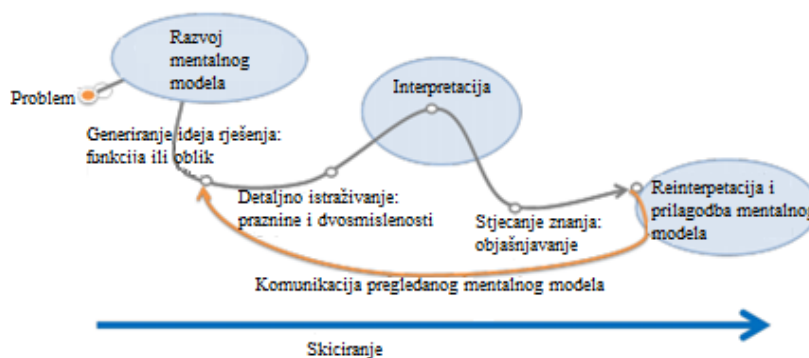 Razvoj
mentalnog
modela
Problem
Interpretacija
Generiranje ideja rješenja:
funkcija ili oblik
Detaljno istraživanje:
praznine i dvosmislenosti
Stjecanje znanja:
objašnjavanje
Reinterpetacija i
prilagodba mentalnog
modela
Komunikacija pregledanog mentalnog modela
Skiciranje